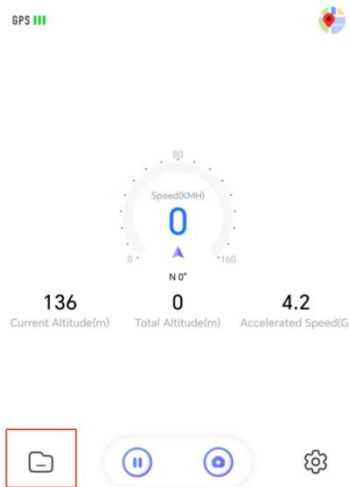 GPS
80
Speed(KMH)
0
0 160
N 0°
136 0 4.2
Current Altitude(m) Total Altitude(m) Accelerated Speed(G